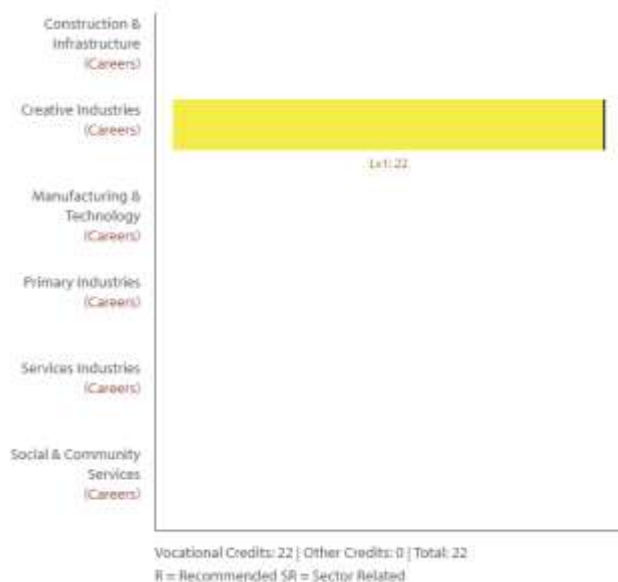 Construction &
Infrastructure
(Careers)
Creative Industries
(Careers)
Lv1: 22
Manufacturing &
Technology
(Careers)
Primary Industries
(Careers)
Services Industries
(Careers)
Social & Community
Services
(Careers)
Vocational Credits: 22 | Other Credits: 0 | Total: 22
R = Recommended SR = Sector Related